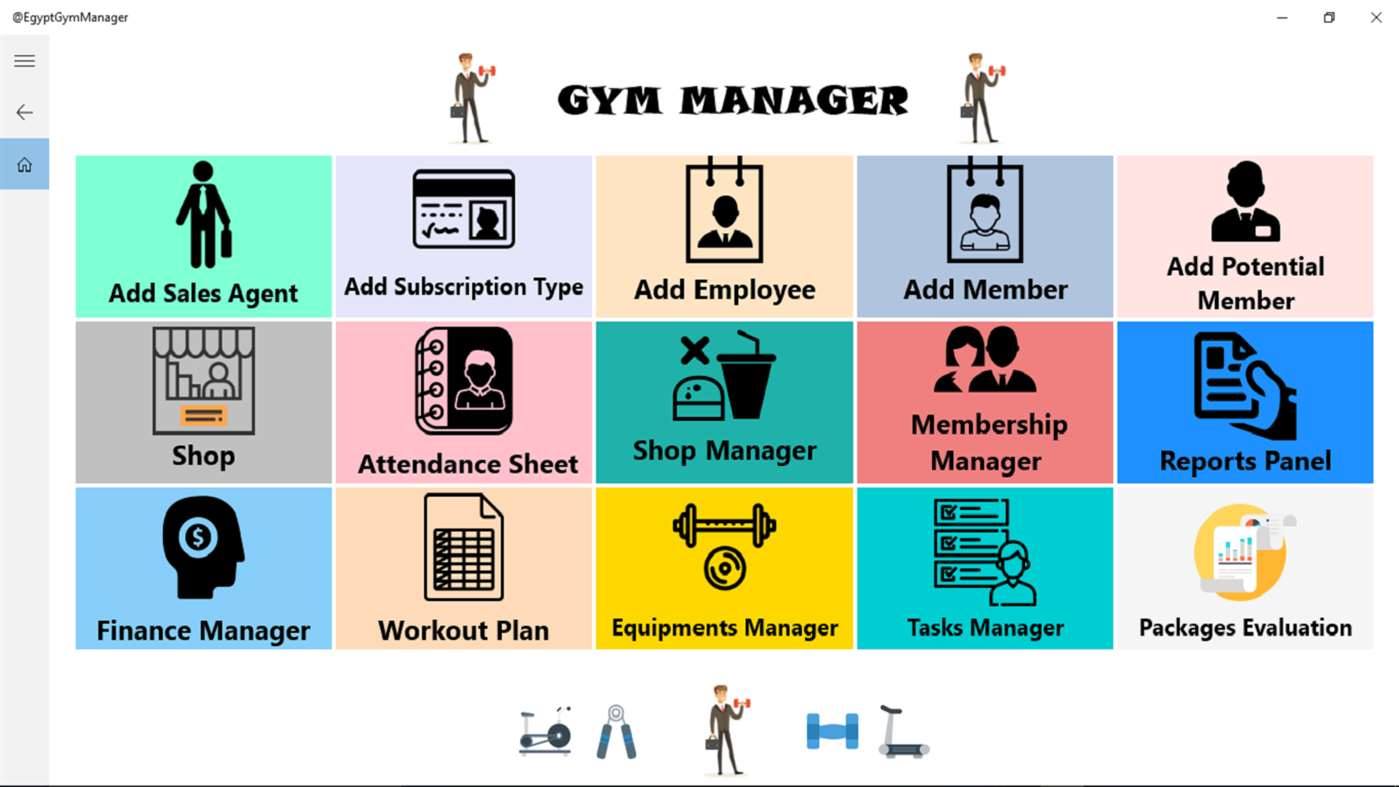 @EgyptGymManager
GYM MANAGER
Add Sales Agent
Add Subscription Type
Add Employee
Add Member
Add Potential
Member
Shop
Attendance Sheet
Shop Manager
Membership
Manager
Reports Panel
$
Finance Manager
Workout Plan
Equipments Manager
Tasks Manager
Packages Evaluation